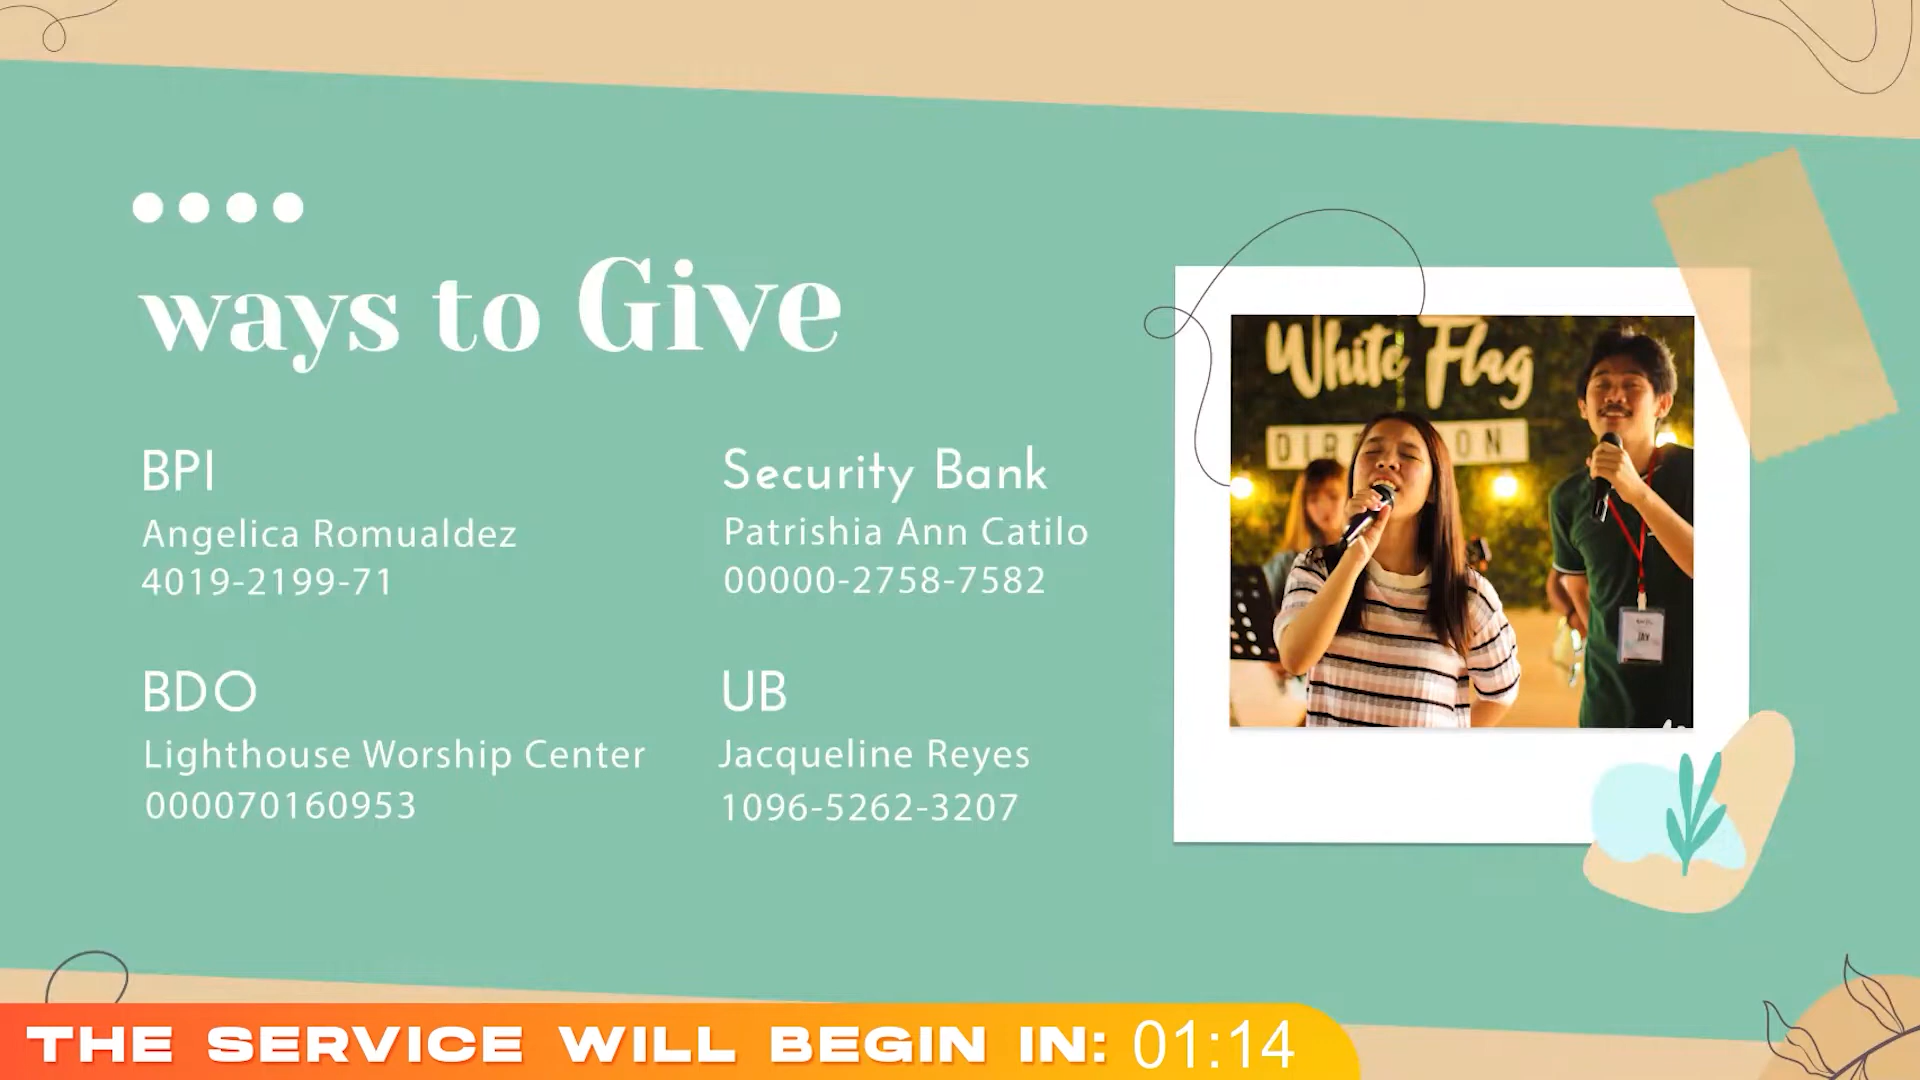 ways to Give
BPI
Angelica Romualdez
4019-2199-71
Security Bank
Patrishia Ann Catilo
00000-2758-7582
BDO
Lighthouse Worship Center
000070160953
UB
Jacqueline Reyes
1096-5262-3207
White Flag
JAY
THE SERVICE WILL BEGIN IN: 01:14